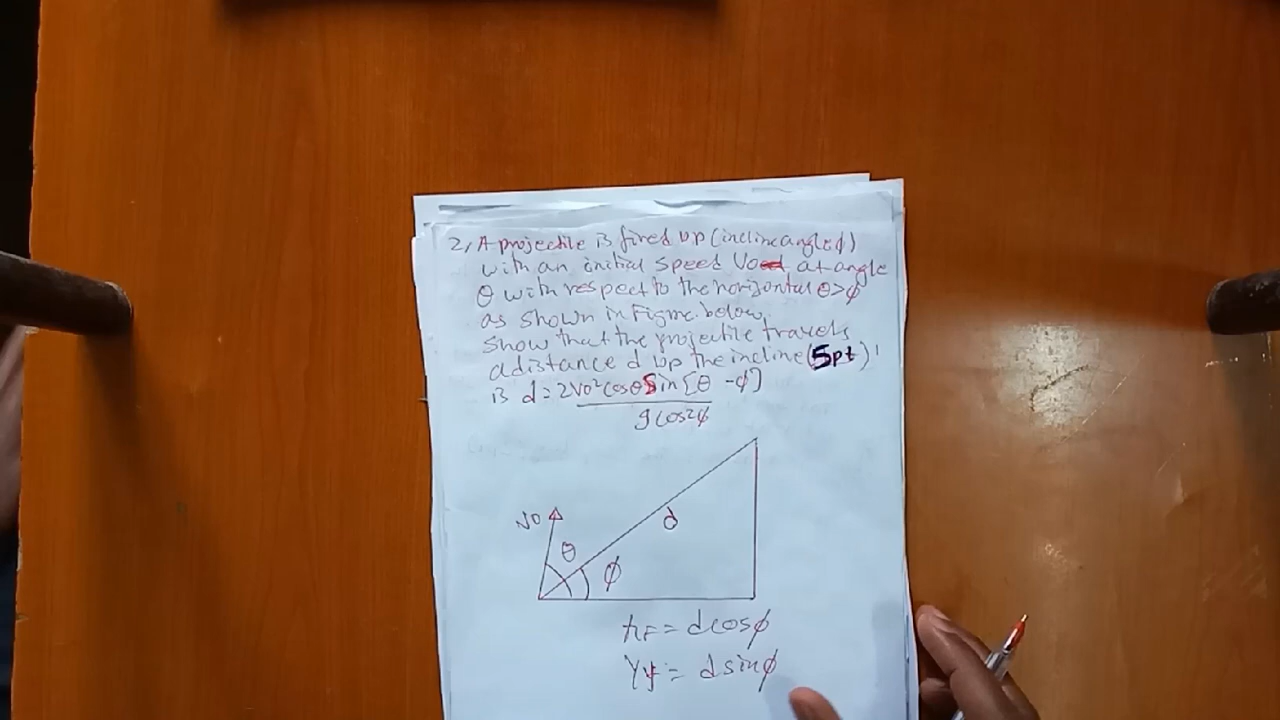 2, A projectile is fired up (incline angle ϕ)
with an initial speed Vo at angle
θ with respect to the horizontal θ>ϕ
as shown in Figure below.
show that the projectile travels
a distance d up the incline (5pt)
is d = 2Vo² cosθ Sin[θ - ϕ]
g cos²ϕ
Vo
θ
ϕ
d
xF = d cosϕ
Yf = d sinϕ